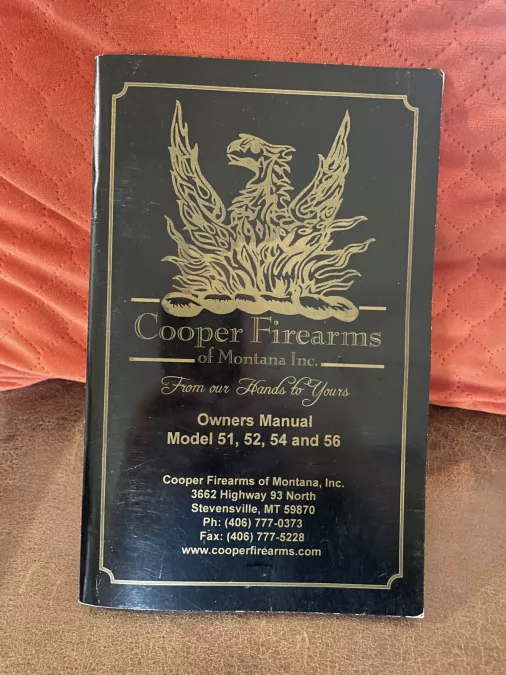 Cooper Firearms
of Montana Inc.
From our Hands to Yours
Owners Manual
Model 51, 52, 54 and 56
Cooper Firearms of Montana, Inc.
3662 Highway 93 North
Stevensville, MT 59870
Ph: (406) 777-0373
Fax: (406) 777-5228
www.cooperfirearms.com